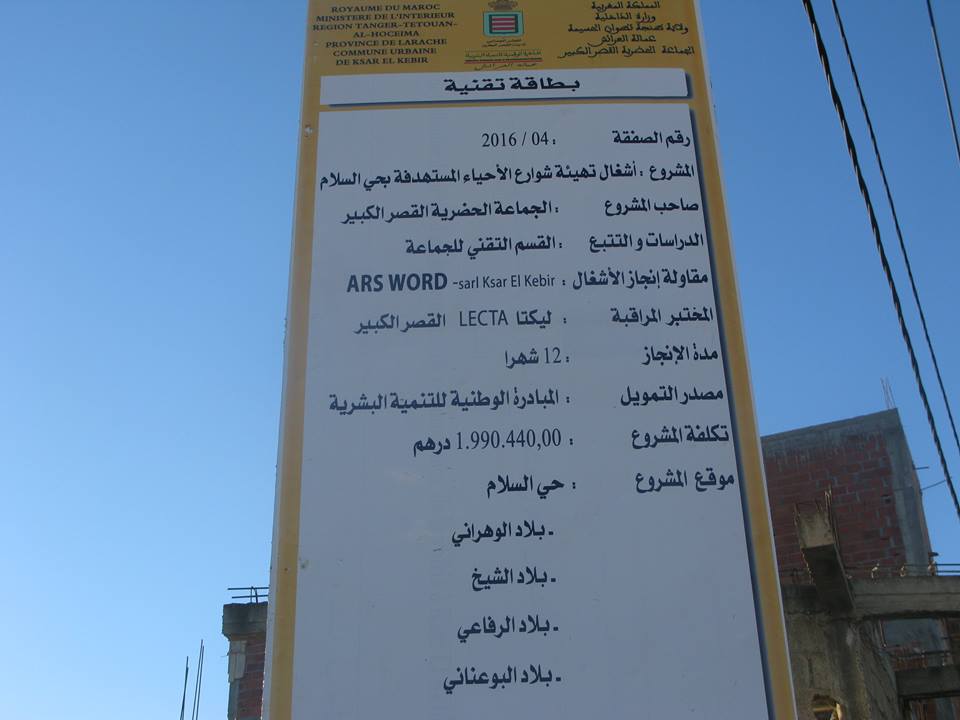 ROYAUME DU MAROC
MINISTERE DE L'INTERIEUR
REGION TANGER-TETOUAN-
AL-HOCEIMA
PROVINCE DE LARACHE
COMMUNE URBAINE
DE KSAR EL KEBIR
المملكة المغربية
وزارة الداخلية
الجماعة الحضرية القصر الكبير
بطاقة تقنية
رقم الصفقة : 04 / 2016
المشروع : أشغال تهيئة شوارع الأحياء المستهدفة بحي السلام
صاحب المشروع : الجماعة الحضرية القصر الكبير
الدراسات و التتبع : القسم التقني للجماعة
مقاولة إنجاز الأشغال : ARS WORD -sarl Ksar El Kebir
المختبر المراقبة : ليكتا LECTA القصر الكبير
مدة الإنجاز : 12 شهرا
مصدر التمويل : المبادرة الوطنية للتنمية البشرية
تكلفة المشروع : 1.990.440,00 درهم
موقع المشروع : حي السلام
- بلاد الوهراني
- بلاد الشيخ
- بلاد الرفاعي
- بلاد البوعناني